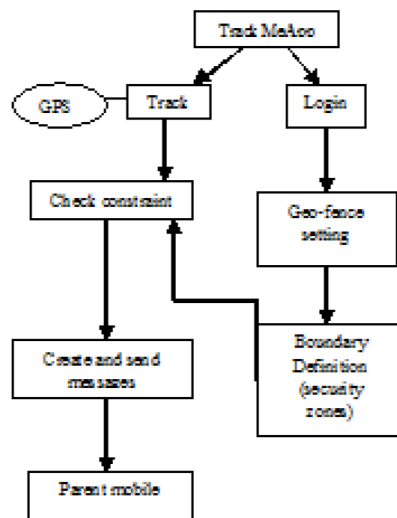 Track MeApp
GPS
Track
Login
Check constraint
Geo-fence
setting
Create and send
messages
Boundary
Definition
(security
zones)
Parent mobile